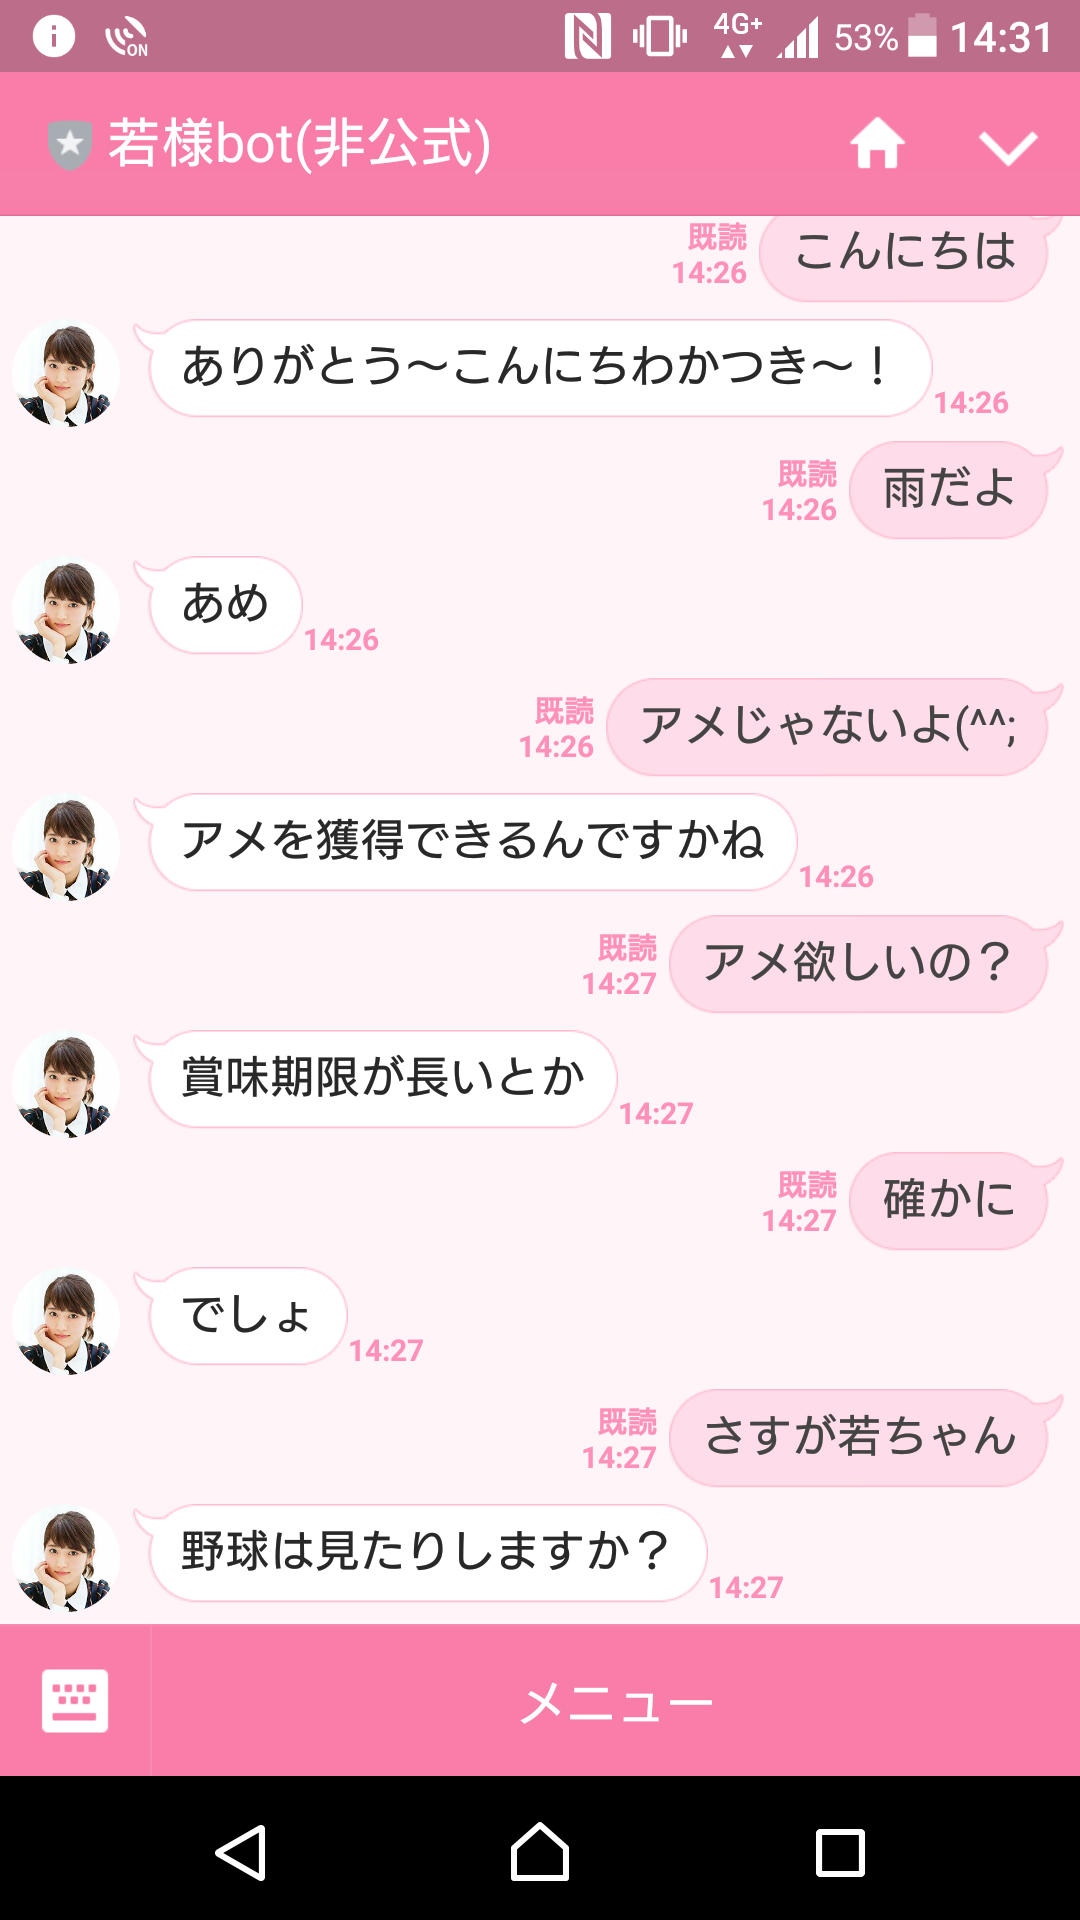 ON
4G+
53%
14:31
若様bot(非公式)
既読
14:26
こんにちは
ありがとう〜こんにちわかつき〜！
14:26
既読
14:26
雨だよ
あめ
14:26
既読
14:26
アメじゃないよ(^^;
アメを獲得できるんですかね
14:26
既読
14:27
アメ欲しいの？
賞味期限が長いとか
14:27
既読
14:27
確かに
でしょ
14:27
既読
14:27
さすが若ちゃん
野球は見たりしますか？
14:27
メニュー